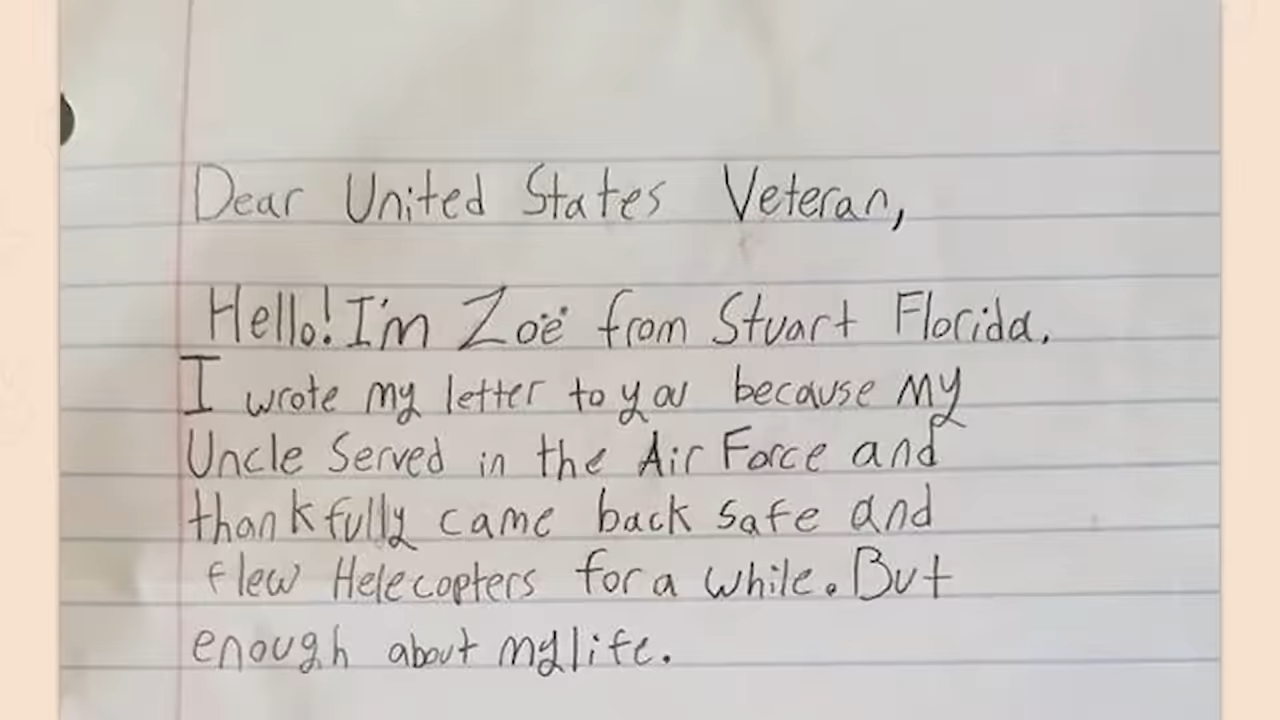 Dear United States Veteran,
Hello! I'm Zoë from Stuart Florida.
I wrote my letter to you because my
Uncle Served in the Air Force and
thankfully came back safe and
flew Helecopters for a while. But
enough about my life.